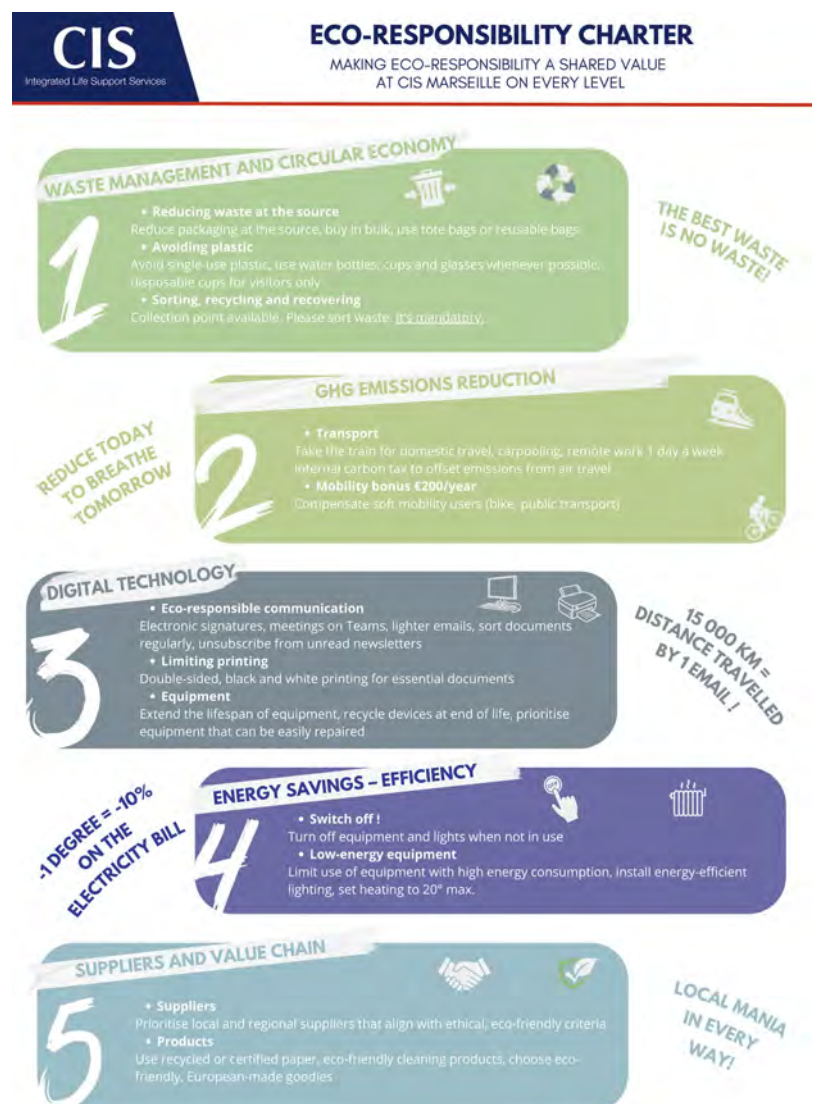 CIS
Integrated Life Support Services
ECO-RESPONSIBILITY CHARTER
MAKING ECO-RESPONSIBILITY A SHARED VALUE
AT CIS MARSEILLE ON EVERY LEVEL
WASTE MANAGEMENT AND CIRCULAR ECONOMY
1
• Reducing waste at the source
Reduce packaging at the source, buy in bulk, use tote bags or reusable bags
• Avoiding plastic
Avoid single-use plastic, use water bottles, cups and glasses whenever possible,
disposable cups for visitors only
• Sorting, recycling and recovering
Collection point available. Please sort waste. It's mandatory.
THE BEST WASTE
IS NO WASTE!
GHG EMISSIONS REDUCTION
2
• Transport
Take the train for domestic travel, carpooling, remote work 1 day a week
Internal carbon tax to offset emissions from air travel
• Mobility bonus €200/year
Compensate soft mobility users (bike, public transport)
REDUCE TODAY
TO BREATHE
TOMORROW
DIGITAL TECHNOLOGY
3
• Eco-responsible communication
Electronic signatures, meetings on Teams, lighter emails, sort documents
regularly, unsubscribe from unread newsletters
• Limiting printing
Double-sided, black and white printing for essential documents
• Equipment
Extend the lifespan of equipment, recycle devices at end of life, prioritise
equipment that can be easily repaired
15 000 KM =
DISTANCE TRAVELLED
BY 1 EMAIL !
ENERGY SAVINGS – EFFICIENCY
4
• Switch off !
Turn off equipment and lights when not in use
• Low-energy equipment
Limit use of equipment with high energy consumption, install energy-efficient
lighting, set heating to 20° max.
-1 DEGREE = -10%
ON THE
ELECTRICITY BILL
SUPPLIERS AND VALUE CHAIN
5
• Suppliers
Prioritise local and regional suppliers that align with ethical, eco-friendly criteria
• Products
Use recycled or certified paper, eco-friendly cleaning products, choose eco-
friendly, European-made goodies
LOCAL MANIA
IN EVERY
WAY!